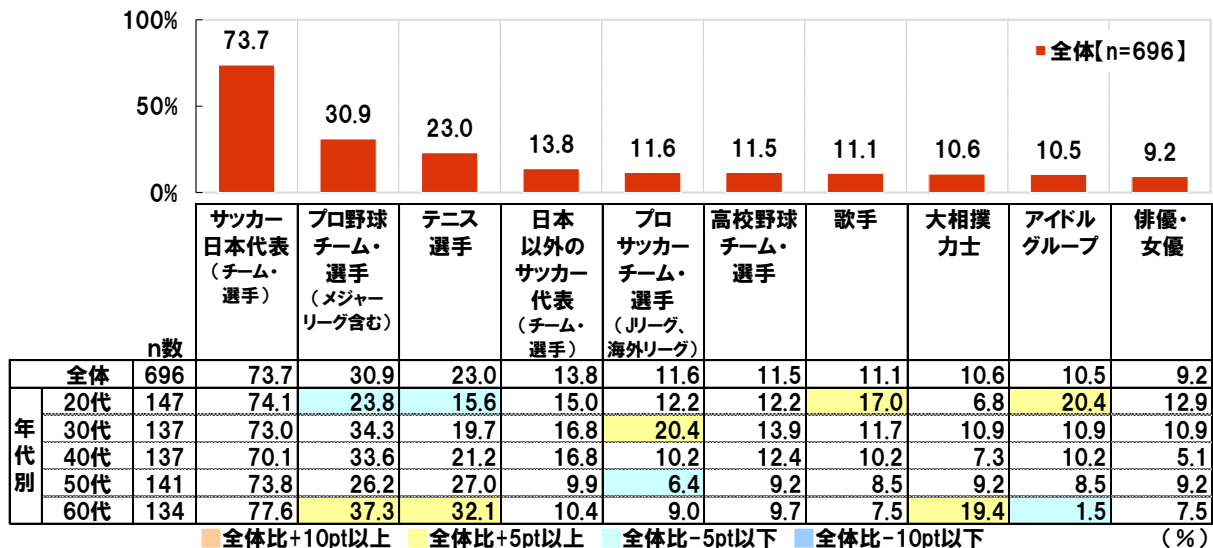 100%
50%
0%
73.7
30.9
23.0
13.8
11.6
11.5
11.1
10.6
10.5
9.2
全体【n=696】
サッカー
日本代表
(チーム・
選手)
プロ野球
チーム・
選手
(メジャー
リーグ含む)
テニス
選手
日本
以外の
サッカー
代表
(チーム・
選手)
プロ
サッカー
チーム・
選手
(Jリーグ、
海外リーグ)
高校野球
チーム・
選手
歌手
大相撲
力士
アイドル
グループ
俳優・
女優
n数
全体 696 73.7 30.9 23.0 13.8 11.6 11.5 11.1 10.6 10.5 9.2
年代別
20代 147 74.1 23.8 15.6 15.0 12.2 12.2 17.0 6.8 20.4 12.9
30代 137 73.0 34.3 19.7 16.8 20.4 13.9 11.7 10.9 10.9 10.9
40代 137 70.1 33.6 21.2 16.8 10.2 12.4 10.2 7.3 10.2 5.1
50代 141 73.8 26.2 27.0 9.9 6.4 9.2 8.5 9.2 8.5 9.2
60代 134 77.6 37.3 32.1 10.4 9.0 9.7 7.5 19.4 1.5 7.5
全体比+10pt以上 全体比+5pt以上 全体比-5pt以下 全体比-10pt以下 (%)